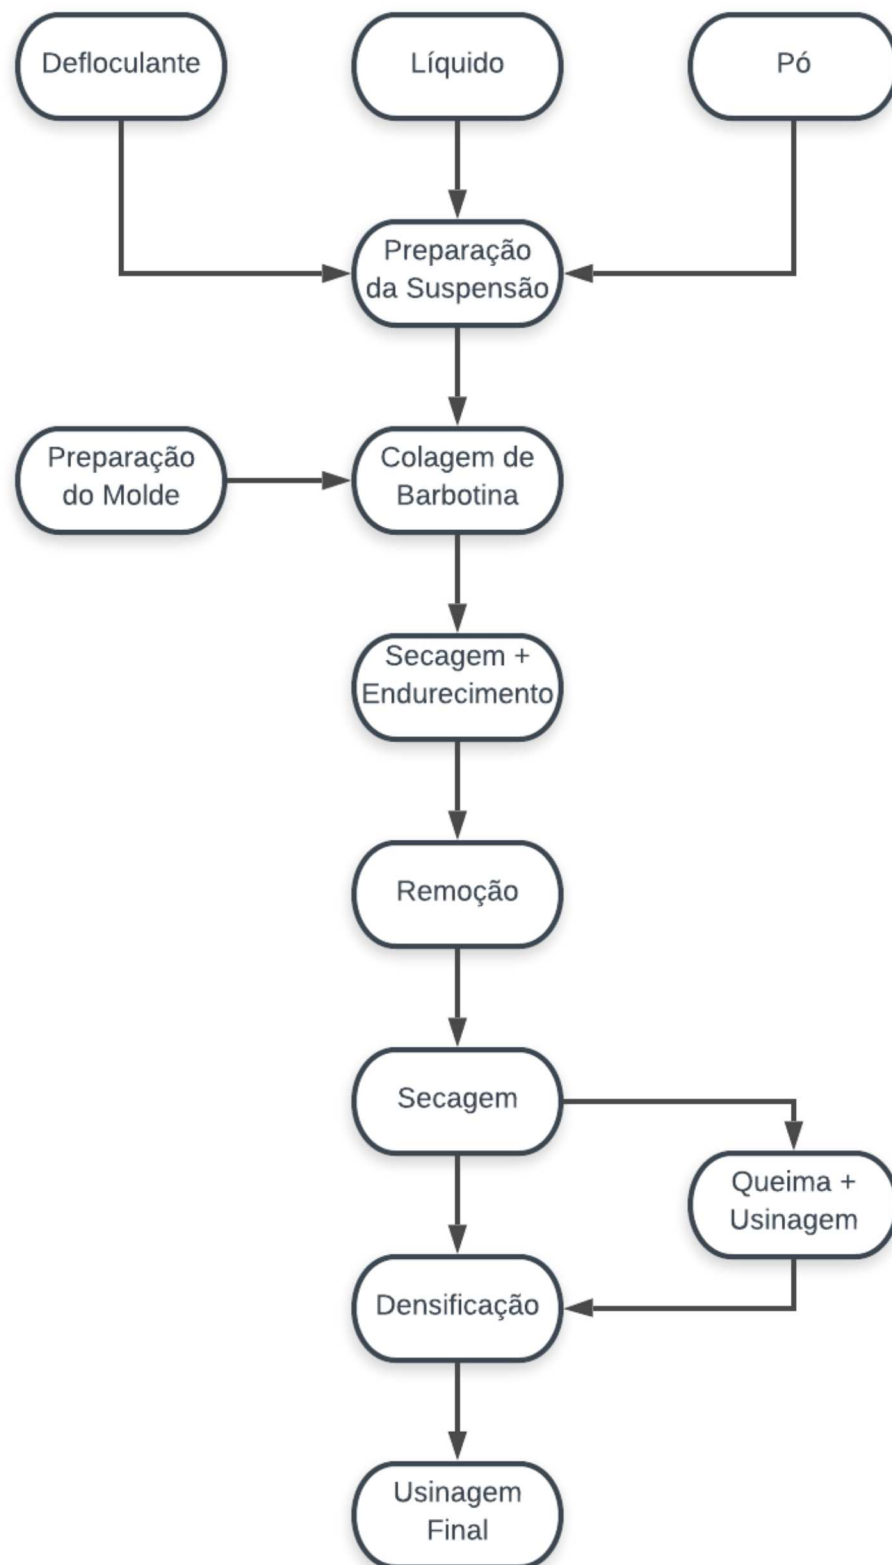 Defloculante
Líquido
Pó
Preparação
da Suspensão
Preparação
do Molde
Colagem de
Barbotina
Secagem +
Endurecimento
Remoção
Secagem
Queima +
Usinagem
Densificação
Usinagem
Final